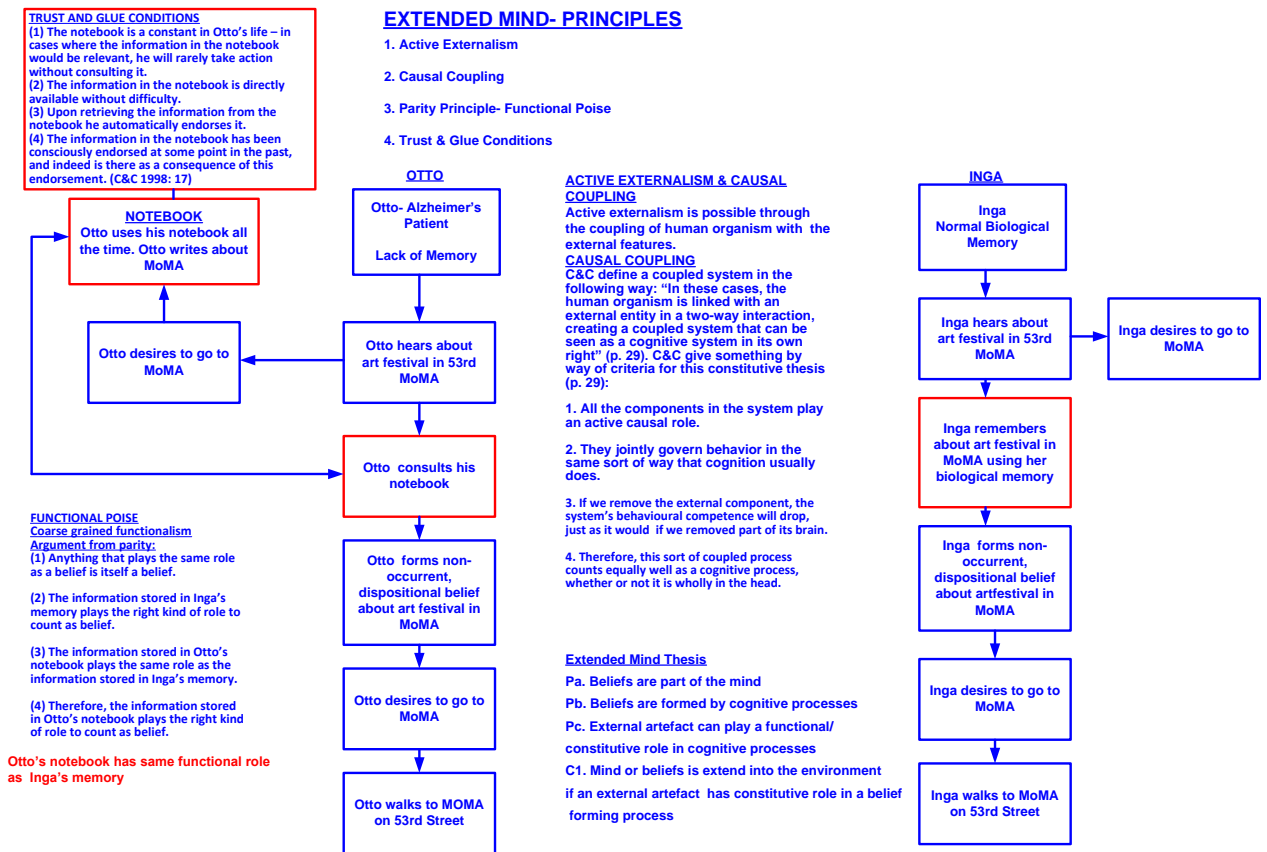 TRUST AND GLUE CONDITIONS
(1) The notebook is a constant in Otto's life – in
cases where the information in the notebook
would be relevant, he will rarely take action
without consulting it.
(2) The information in the notebook is directly
available without difficulty.
(3) Upon retrieving the information from the
notebook he automatically endorses it.
(4) The information in the notebook has been
consciously endorsed at some point in the past,
and indeed is there as a consequence of this
endorsement. (C&C 1998: 17)
EXTENDED MIND- PRINCIPLES
1. Active Externalism
2. Causal Coupling
3. Parity Principle- Functional Poise
4. Trust & Glue Conditions
NOTEBOOK
Otto uses his notebook all
the time. Otto writes about
MoMA
Otto desires to go to
MoMA
OTTO
Otto- Alzheimer's
Patient
Lack of Memory
Otto hears about
art festival in 53rd
MoMA
Otto  consults his
notebook
Otto  forms non-
occurrent,
dispositional belief
about art festival in
MoMA
Otto desires to go to
MoMA
Otto walks to MOMA
on 53rd Street
FUNCTIONAL POISE
Coarse grained functionalism
Argument from parity:
(1) Anything that plays the same role
as a belief is itself a belief.
(2) The information stored in Inga's
memory plays the right kind of role to
count as belief.
(3) The information stored in Otto's
notebook plays the same role as the
information stored in Inga's memory.
(4) Therefore, the information stored
in Otto's notebook plays the right kind
of role to count as belief.
Otto's notebook has same functional role
as  Inga's memory
ACTIVE EXTERNALISM & CAUSAL
COUPLING
Active externalism is possible through
the coupling of human organism with  the
external features.
CAUSAL COUPLING
C&C define a coupled system in the
following way: "In these cases, the
human organism is linked with an
external entity in a two-way interaction,
creating a coupled system that can be
seen as a cognitive system in its own
right" (p. 29). C&C give something by
way of criteria for this constitutive thesis
(p. 29):
1. All the components in the system play
an active causal role.
2. They jointly govern behavior in the
same sort of way that cognition usually
does.
3. If we remove the external component, the
system's behavioural competence will drop,
just as it would  if we removed part of its brain.
4. Therefore, this sort of coupled process
counts equally well as a cognitive process,
whether or not it is wholly in the head.
Extended Mind Thesis
Pa. Beliefs are part of the mind
Pb. Beliefs are formed by cognitive processes
Pc. External artefact can play a functional/
constitutive role in cognitive processes
C1. Mind or beliefs is extend into the environment
if an external artefact  has constitutive role in a belief
forming process
INGA
Inga
Normal Biological
Memory
Inga hears about
art festival in 53rd
MoMA
Inga desires to go to
MoMA
Inga remembers
about art festival in
MoMA using her
biological memory
Inga  forms non-
occurrent,
dispositional belief
about artfestival in
MoMA
Inga desires to go to
MoMA
Inga walks to MoMA
on 53rd Street